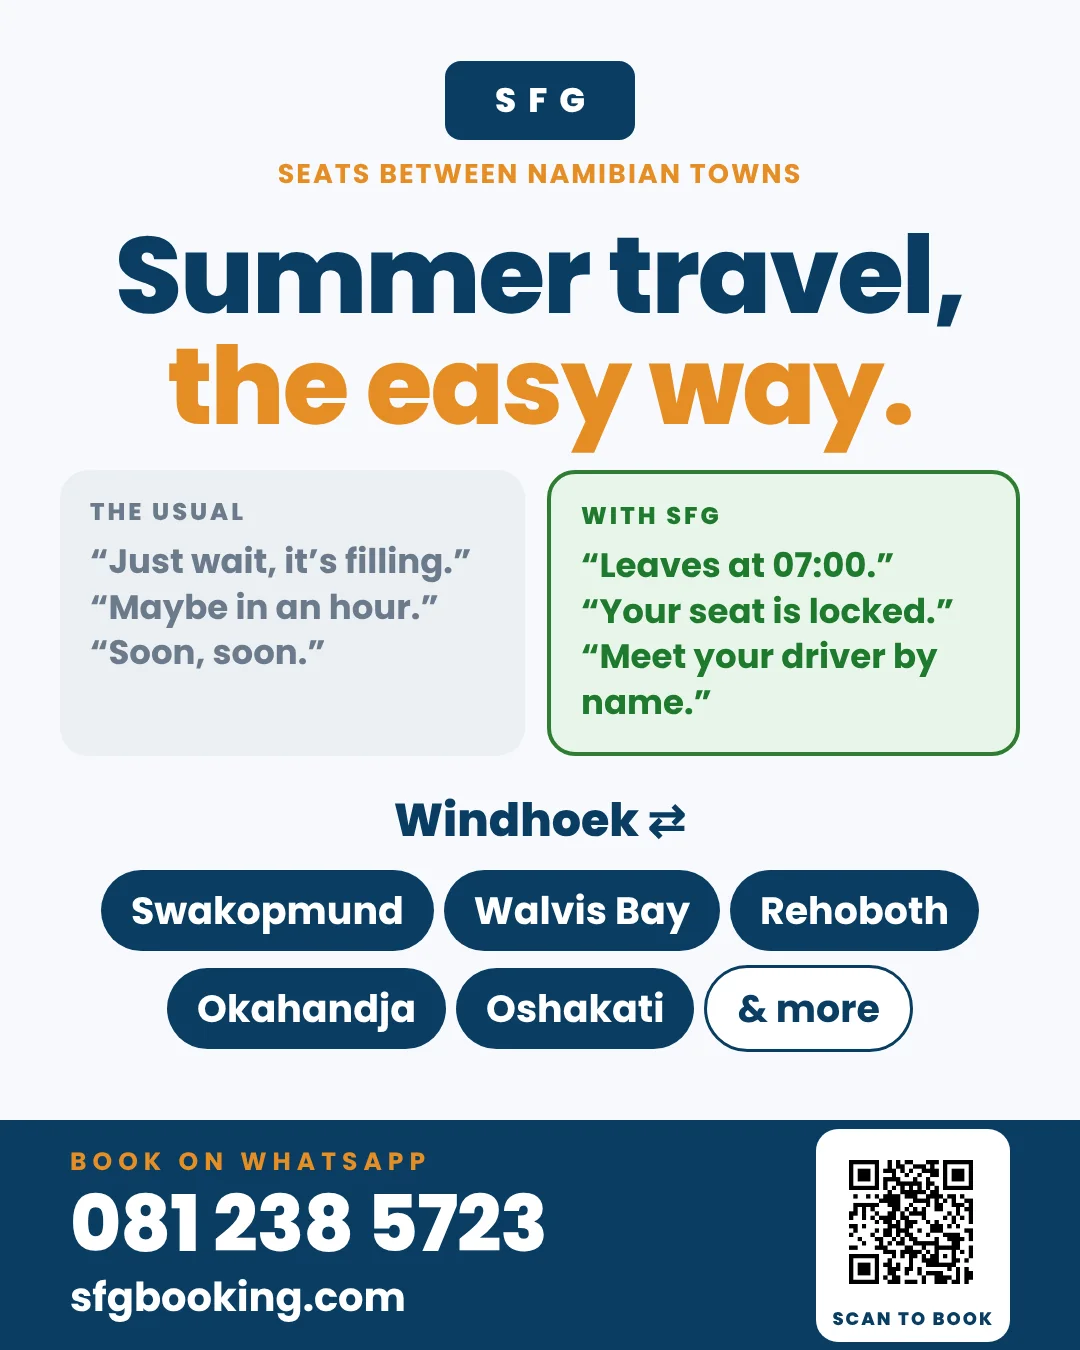 SFG
SEATS BETWEEN NAMIBIAN TOWNS
Summer travel,
the easy way.
THE USUAL
“Just wait, it’s filling.”
“Maybe in an hour.”
“Soon, soon.”
WITH SFG
“Leaves at 07:00.”
“Your seat is locked.”
“Meet your driver by
name.”
Windhoek ⇄
Swakopmund
Walvis Bay
Rehoboth
Okahandja
Oshakati
& more
BOOK ON WHATSAPP
081 238 5723
sfgbooking.com
SCAN TO BOOK